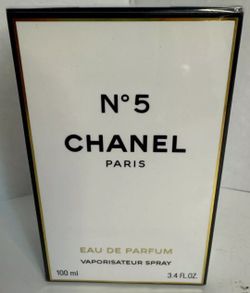 N°5
CHANEL
PARIS
EAU DE PARFUM
VAPORISATEUR SPRAY
100 ml 3.4 FL.OZ.